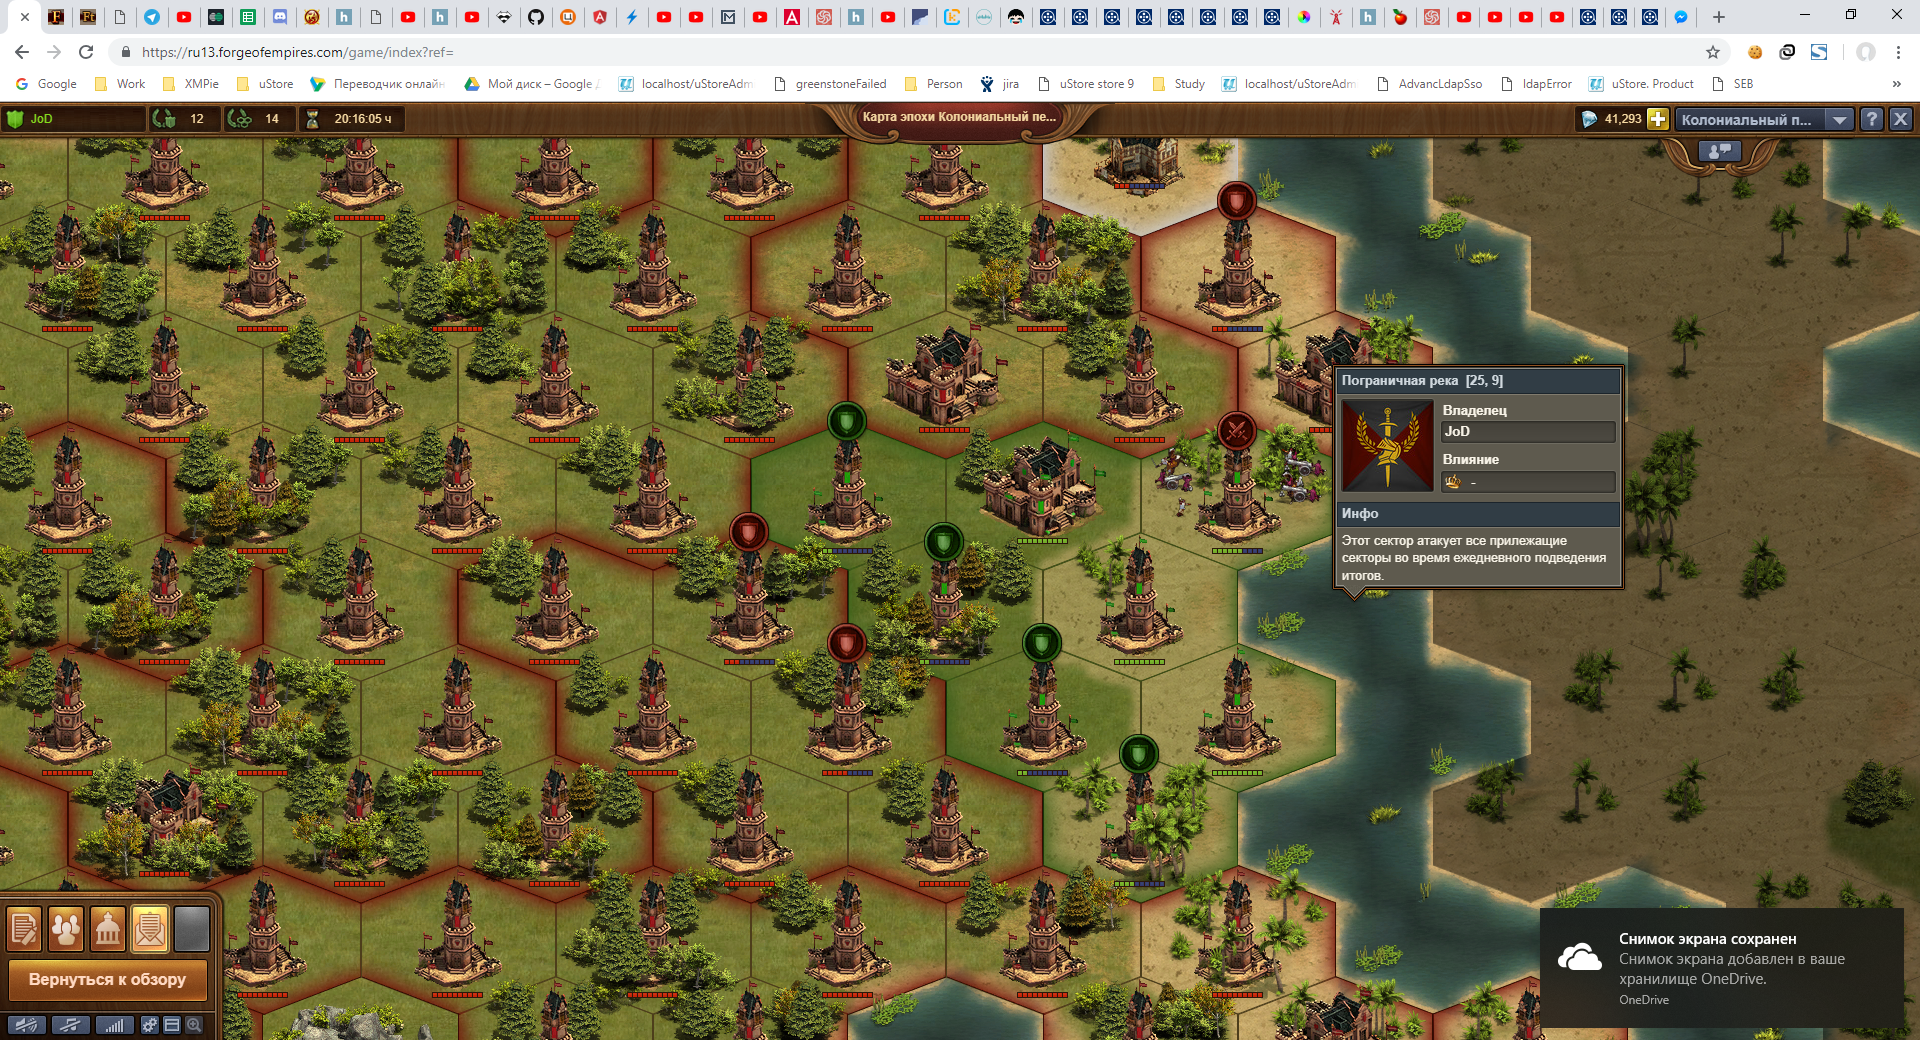 https://ru13.forgeofempires.com/game/index?ref=
Google Work XMPie uStore Переводчик онлайн Мой диск – Google localhost/uStoreAdm greenstoneFailed Person jira uStore store 9 Study localhost/uStoreAdm AdvancLdapSso ldapError uStore. Product SEB »
JoD 12 14 20:16:05 ч
Карта эпохи Колониальный пе...
41,293 Колониальный п... ? X
Пограничная река [25, 9]
Владелец
JoD
Влияние
-
Инфо
Этот сектор атакует все прилежащие
секторы во время ежедневного подведения
итогов.
Вернуться к обзору
Снимок экрана сохранен
Снимок экрана добавлен в ваше
хранилище OneDrive.
OneDrive